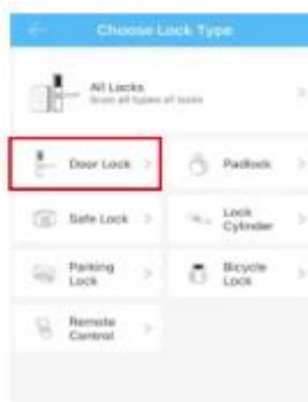 Choose Lock Type
All Locks
Scan all types of locks
Door Lock
Padlock
Safe Lock
Lock
Cylinder
Parking
Lock
Bicycle
Lock
Remote
Control